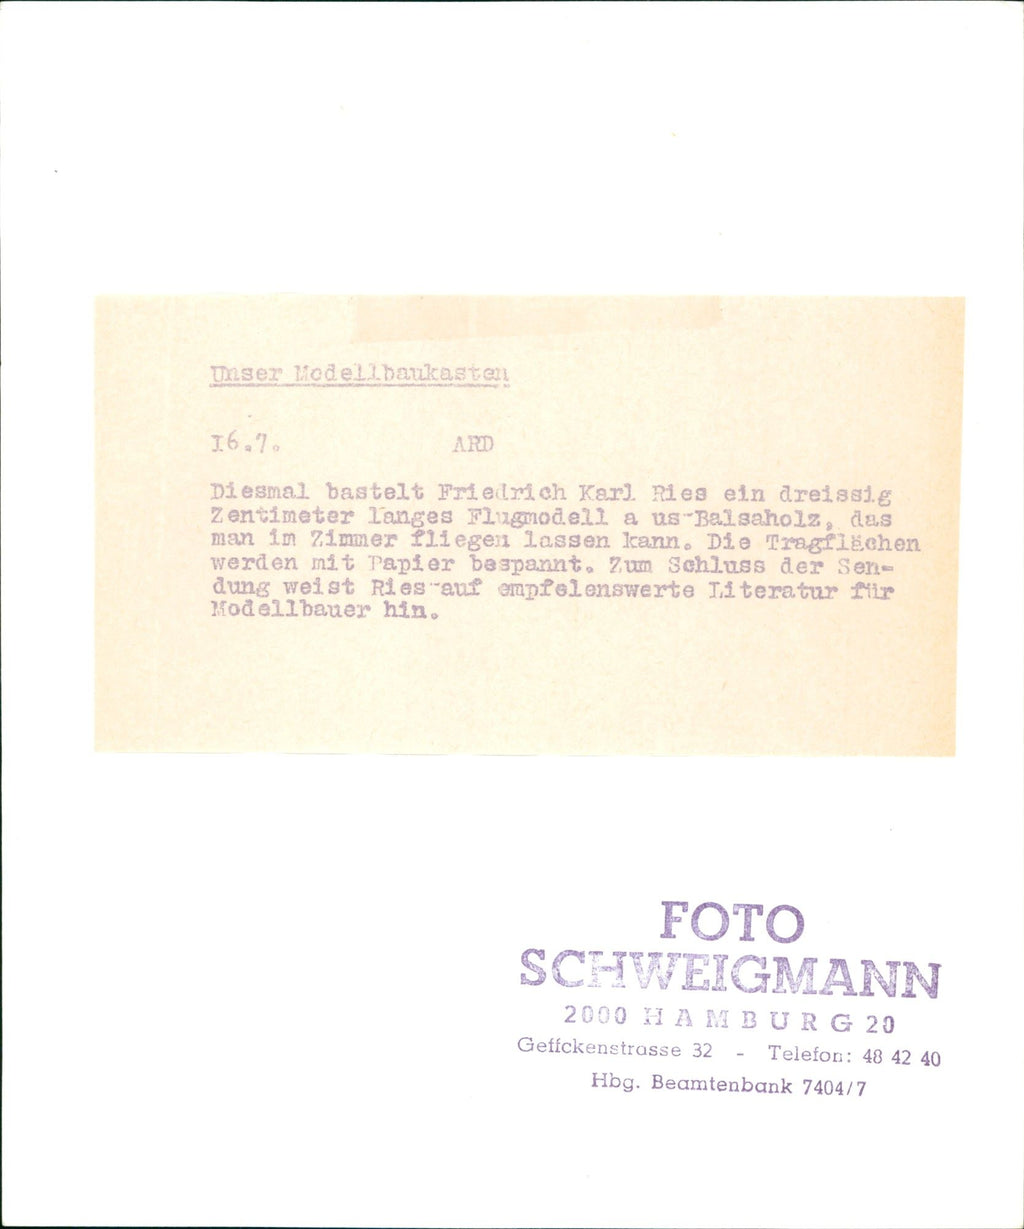 Unser Modellbaukasten
I6.7. ARD
Diesmal bastelt Friedrich Karl Ries ein dreissig
Zentimeter langes Flugmodell a us Balsaholz, das
man im Zimmer fliegen lassen kann. Die Tragflächen
werden mit Papier bespannt. Zum Schluss der Sen-
dung weist Ries auf empfelenswerte Literatur für
Modellbauer hin.
FOTO
SCHWEIGMANN
2000 HAMBURG 20
Geffckenstrasse 32 - Telefon: 48 42 40
Hbg. Beamtenbank 7404/7